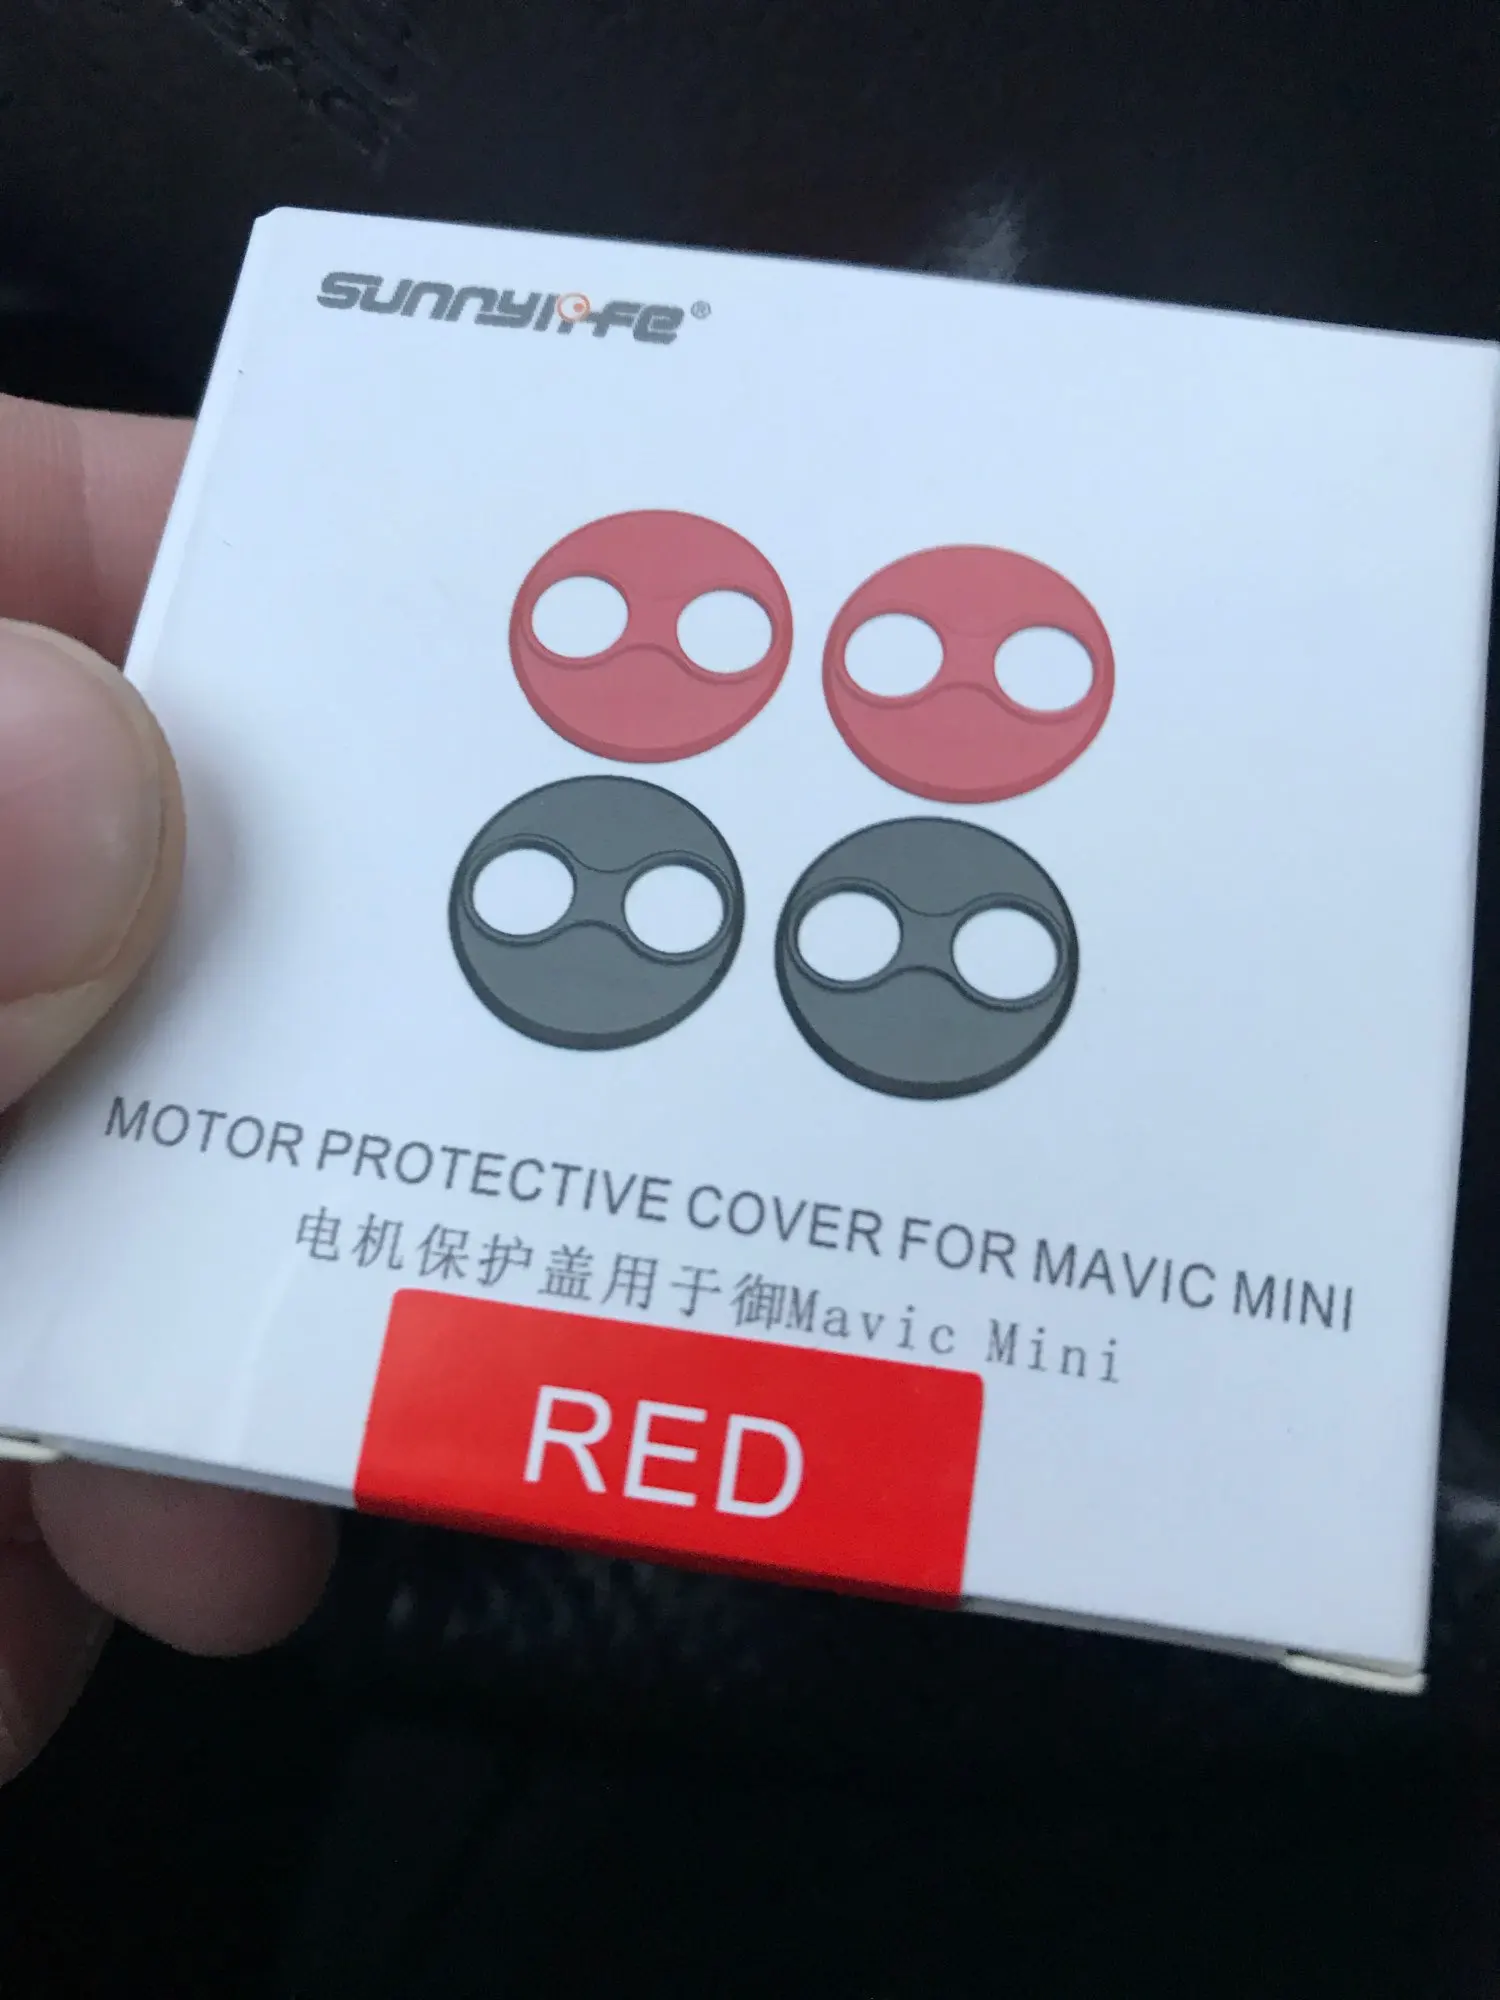 sunnylife®
MOTOR PROTECTIVE COVER FOR MAVIC MINI
电机保护盖用于御Mavic Mini
RED